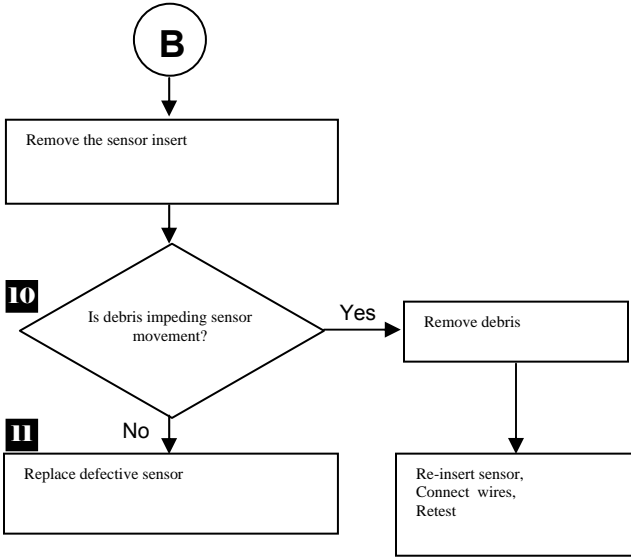 B
Remove the sensor insert
10
Is debris impeding sensor
movement?
Yes
Remove debris
11
No
Replace defective sensor
Re-insert sensor,
Connect wires,
Retest